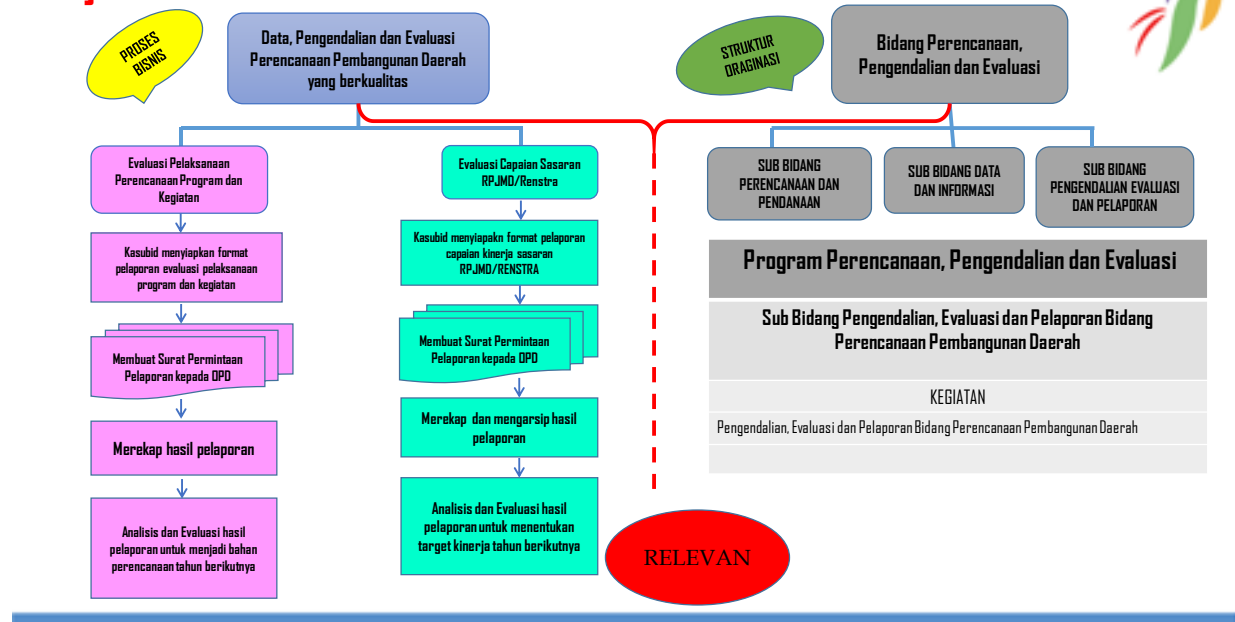 PROSES
BISNIS
Data, Pengendalian dan Evaluasi
Perencanaan Pembangunan Daerah
yang berkualitas
STRUKTUR
ORAGINASI
Bidang Perencanaan,
Pengendalian dan Evaluasi
Evaluasi Pelaksanaan
Perencanaan Program dan
Kegiatan
Kasubid menyiapkan format
pelaporan evaluasi pelaksanaan
program dan kegiatan
Membuat Surat Permintaan
Pelaporan kepada OPD
Merekap hasil pelaporan
Analisis dan Evaluasi hasil
pelaporan untuk menjadi bahan
perencanaan tahun berikutnya
Evaluasi Capaian Sasaran
RPJMD/Renstra
Kasubid menyiapakn format pelaporan
capaian kinerja sasaran
RPJMD/RENSTRA
Membuat Surat Permintaan
Pelaporan kepada OPD
Merekap dan mengarsip hasil
pelaporan
Analisis dan Evaluasi hasil
pelaporan untuk menentukan
target kinerja tahun berikutnya
SUB BIDANG
PERENCANAAN DAN
PENDANAAN
SUB BIDANG DATA
DAN INFORMASI
SUB BIDANG
PENGENDALIAN EVALUASI
DAN PELAPORAN
Program Perencanaan, Pengendalian dan Evaluasi
Sub Bidang Pengendalian, Evaluasi dan Pelaporan Bidang
Perencanaan Pembangunan Daerah
KEGIATAN
Pengendalian, Evaluasi dan Pelaporan Bidang Perencanaan Pembangunan Daerah
RELEVAN